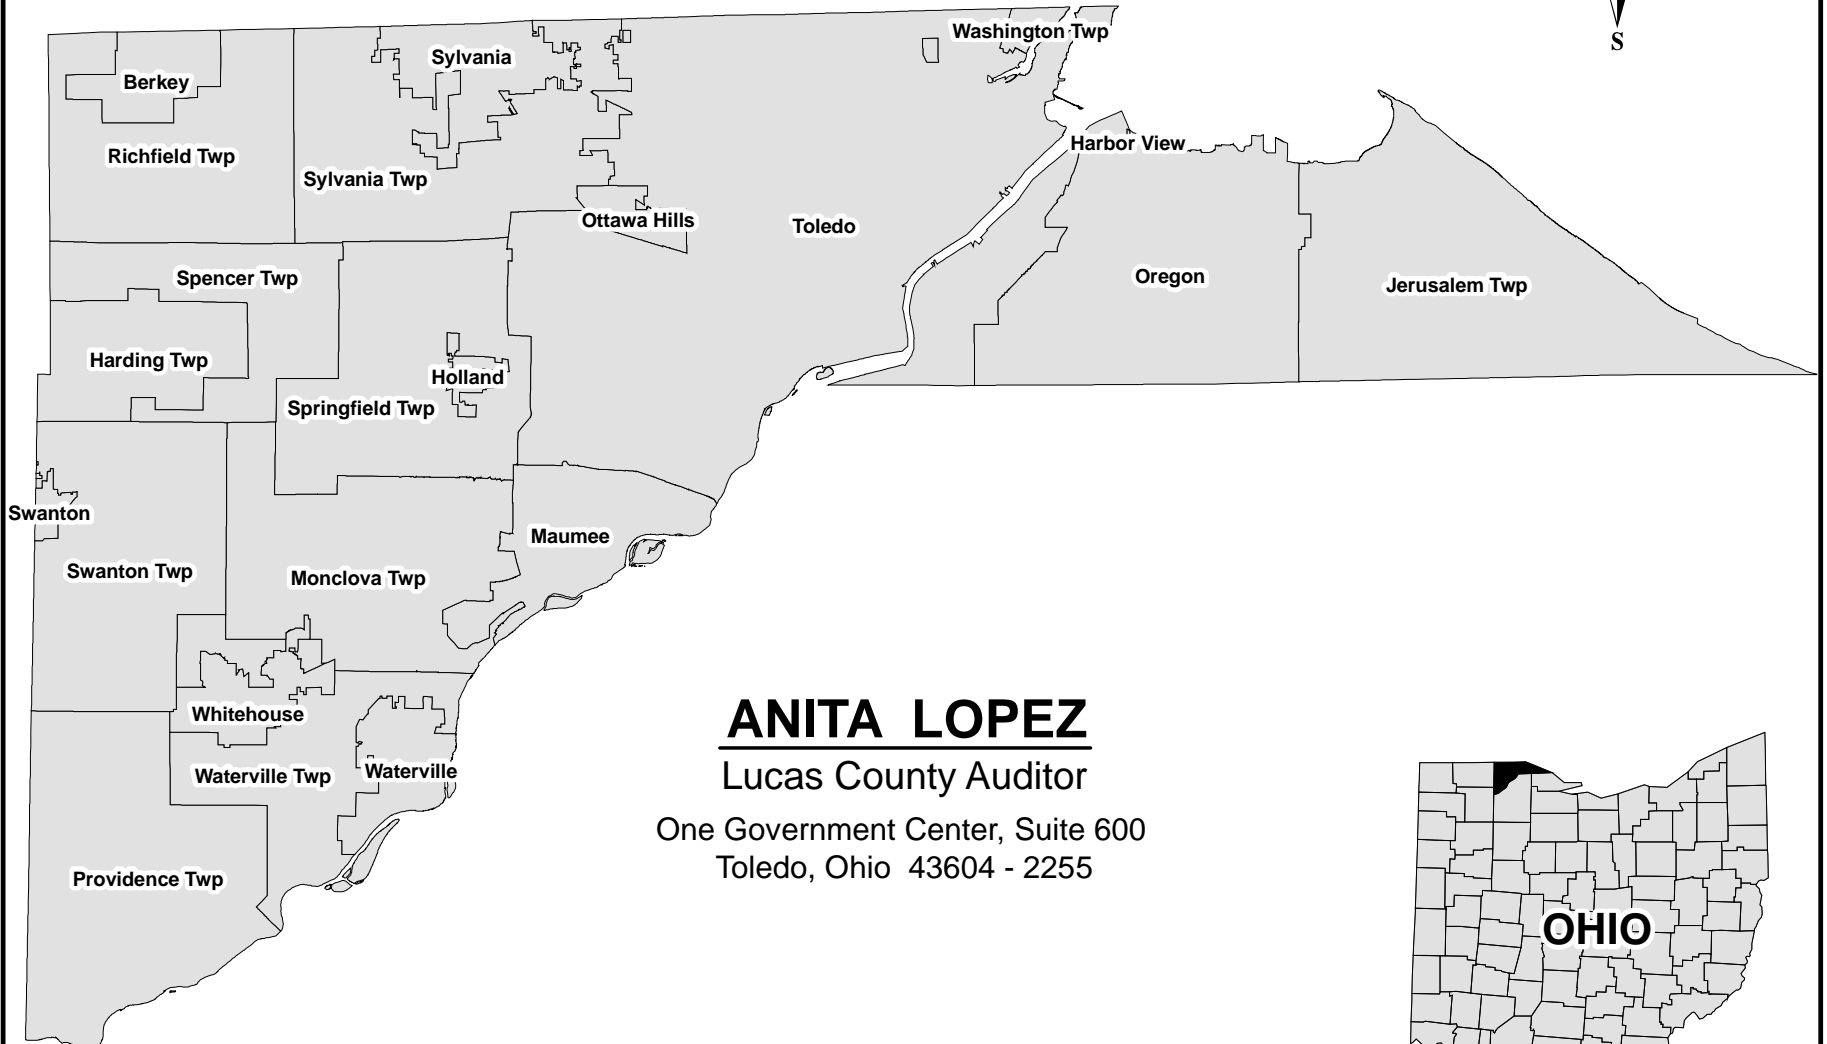 Washington Twp
S
Sylvania
Berkey
Harbor View
Richfield Twp
Sylvania Twp
Ottawa Hills
Toledo
Spencer Twp
Oregon
Jerusalem Twp
Harding Twp
Holland
Springfield Twp
Swanton
Maumee
Swanton Twp
Monclova Twp
Whitehouse
ANITA LOPEZ
Lucas County Auditor
Waterville Twp
Waterville
One Government Center, Suite 600
Toledo, Ohio 43604 - 2255
Providence Twp
OHIO